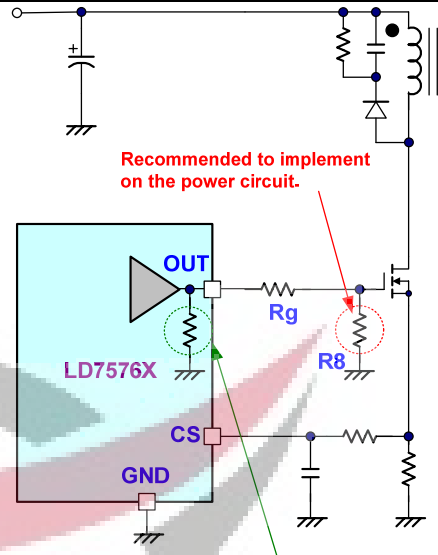 +
Recommended to implement
on the power circuit.
OUT
Rg
R8
LD7576X
CS
GND